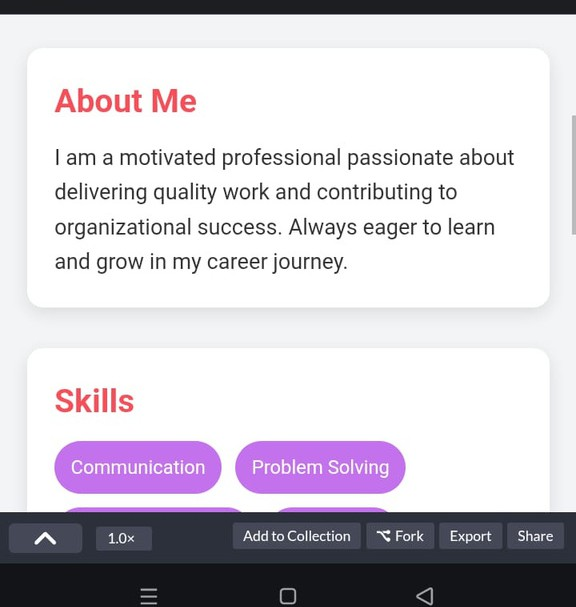 About Me
I am a motivated professional passionate about
delivering quality work and contributing to
organizational success. Always eager to learn
and grow in my career journey.
Skills
Communication Problem Solving
1.0× Add to Collection Fork Export Share